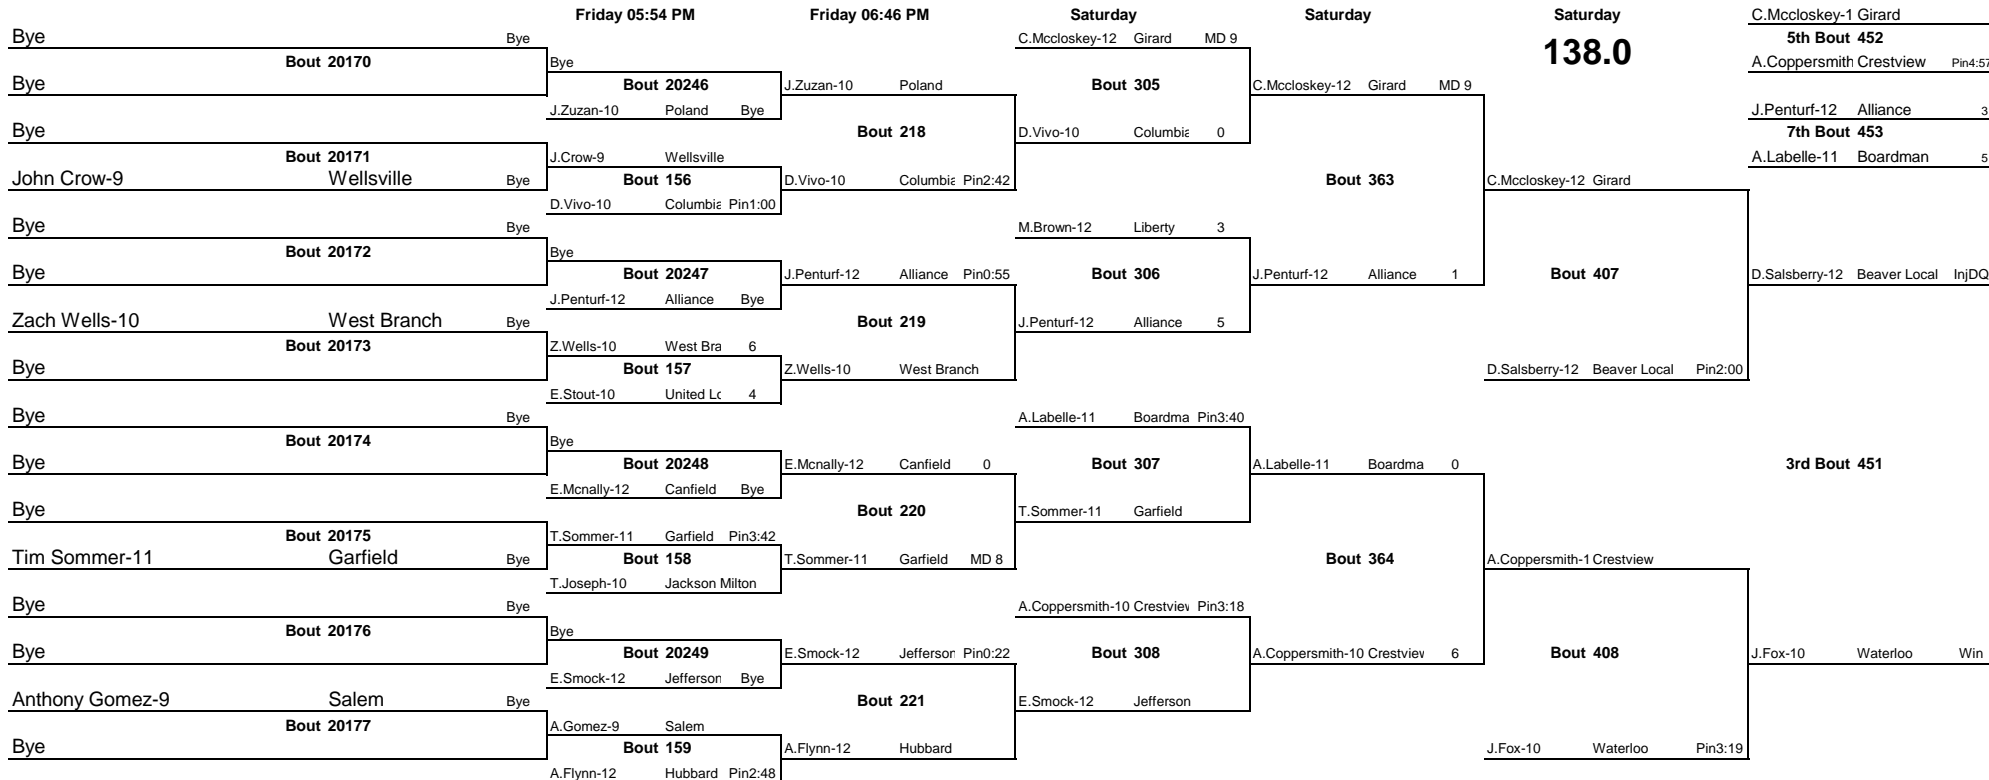 Friday 05:54 PM Friday 06:46 PM Saturday Saturday Saturday C.Mccloskey-1 Girard
Bye Bye C.Mccloskey-12 Girard MD 9 138.0 5th Bout 452
Bout 20170 Bye A.Coppersmith Crestview Pin4:57
Bye Bout 20246 J.Zuzan-10 Poland Bout 305 C.Mccloskey-12 Girard MD 9
J.Zuzan-10 Poland Bye J.Penturf-12 Alliance 3
Bye Bout 218 D.Vivo-10 Columbia 0 7th Bout 453
Bout 20171 J.Crow-9 Wellsville A.Labelle-11 Boardman 5
John Crow-9 Wellsville Bye Bout 156 D.Vivo-10 Columbia Pin2:42 Bout 363 C.Mccloskey-12 Girard
D.Vivo-10 Columbia Pin1:00
Bye Bye M.Brown-12 Liberty 3
Bout 20172 Bye
Bye Bout 20247 J.Penturf-12 Alliance Pin0:55 Bout 306 J.Penturf-12 Alliance 1 Bout 407 D.Salsberry-12 Beaver Local InjDQ
J.Penturf-12 Alliance Bye
Zach Wells-10 West Branch Bye Bout 219 J.Penturf-12 Alliance 5
Bout 20173 Z.Wells-10 West Bra 6
Bye Bout 157 Z.Wells-10 West Branch D.Salsberry-12 Beaver Local Pin2:00
E.Stout-10 United Lo 4
Bye Bye A.Labelle-11 Boardma Pin3:40
Bout 20174 Bye
Bye Bout 20248 E.Mcnally-12 Canfield 0 Bout 307 A.Labelle-11 Boardma 0 3rd Bout 451
E.Mcnally-12 Canfield Bye
Bye Bout 220 T.Sommer-11 Garfield
Bout 20175 T.Sommer-11 Garfield Pin3:42
Tim Sommer-11 Garfield Bye Bout 158 T.Sommer-11 Garfield MD 8 Bout 364 A.Coppersmith-1 Crestview
T.Joseph-10 Jackson Milton
Bye Bye A.Coppersmith-10 Crestview Pin3:18
Bout 20176 Bye
Bye Bout 20249 E.Smock-12 Jefferson Pin0:22 Bout 308 A.Coppersmith-10 Crestview 6 Bout 408 J.Fox-10 Waterloo Win
E.Smock-12 Jefferson Bye
Anthony Gomez-9 Salem Bye Bout 221 E.Smock-12 Jefferson
Bout 20177 A.Gomez-9 Salem
Bye Bout 159 A.Flynn-12 Hubbard J.Fox-10 Waterloo Pin3:19
A.Flynn-12 Hubbard Pin2:48